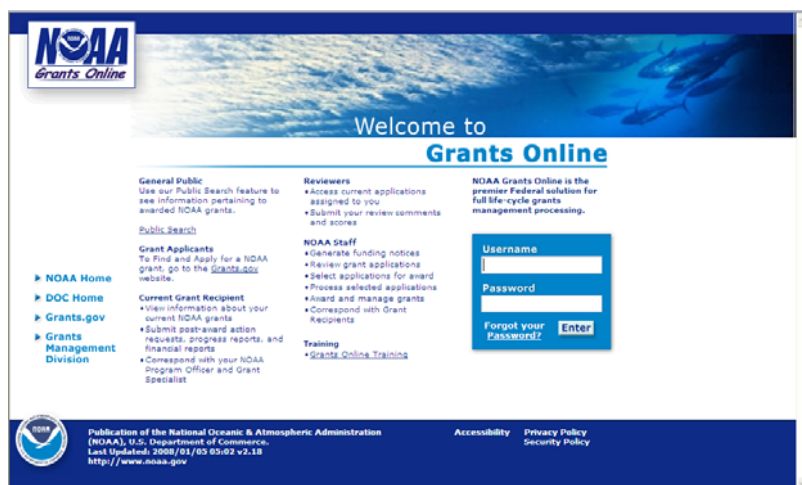 NOAA
Grants Online
Welcome to
Grants Online
General Public
Use our Public Search feature to
see information pertaining to
awarded NOAA grants.
Public Search
Grant Applicants
To Find and Apply for a NOAA
grant, go to the Grants.gov
website.
Current Grant Recipient
•View information about your
current NOAA grants
•Submit post-award action
requests, progress reports, and
financial reports
•Correspond with your NOAA
Program Officer and Grant
Specialist
Reviewers
•Access current applications
assigned to you
•Submit your review comments
and scores
NOAA Staff
•Generate funding notices
•Review grant applications
•Select applications for award
•Process selected applications
•Award and manage grants
•Correspond with Grant
Recipients
Training
•Grants Online Training
NOAA Grants Online is the
premier Federal solution for
full life-cycle grants
management processing.
Username
Password
Forgot your
Password?
Enter
NOAA Home
DOC Home
Grants.gov
Grants
Management
Division
NOAA
Publication of the National Oceanic & Atmospheric Administration
(NOAA), U.S. Department of Commerce.
Last Updated: 2008/01/05 05:02 v2.18
http://www.noaa.gov
Accessibility
Privacy Policy
Security Policy